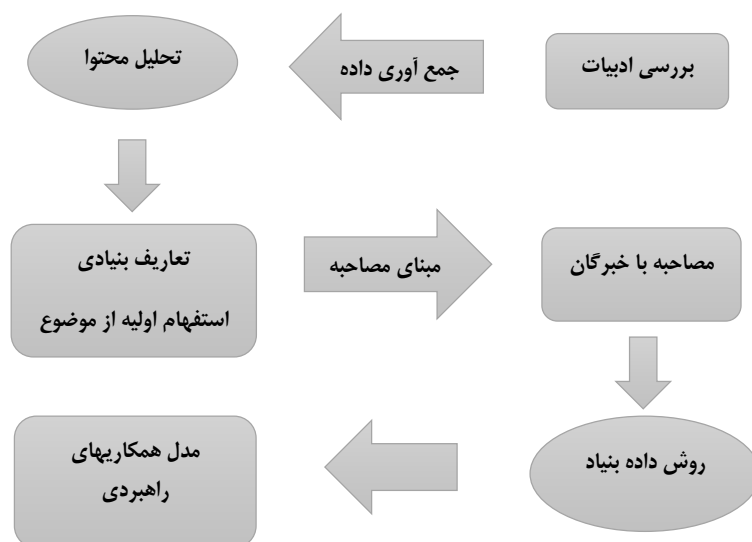 بررسی ادبیات
جمع آوری داده
تحلیل محتوا
تعاریف بنیادی
استفهام اولیه از موضوع
مبنای مصاحبه
مصاحبه با خبرگان
روش داده بنیاد
مدل همکاریهای
راهبردی